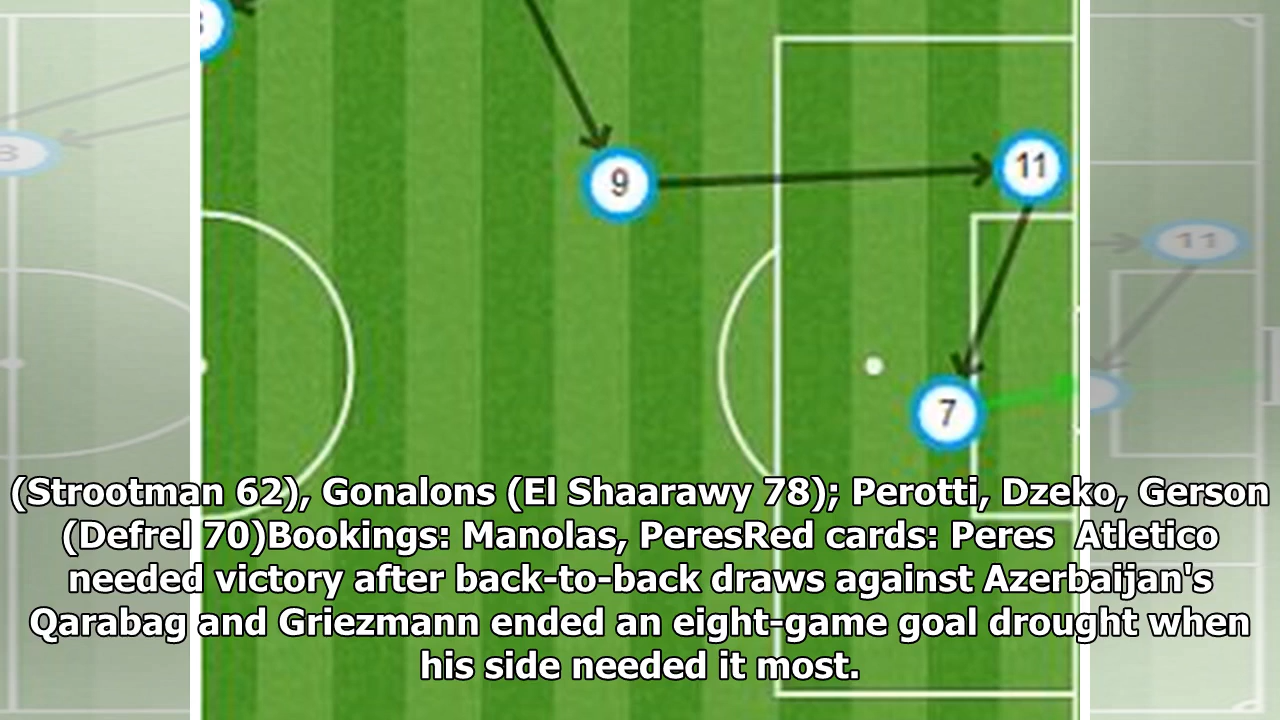 9
11
7
11
(Strootman 62), Gonalons (El Shaarawy 78); Perotti, Dzeko, Gerson
(Defrel 70)Bookings: Manolas, PeresRed cards: Peres  Atletico
needed victory after back-to-back draws against Azerbaijan's
Qarabag and Griezmann ended an eight-game goal drought when
his side needed it most.